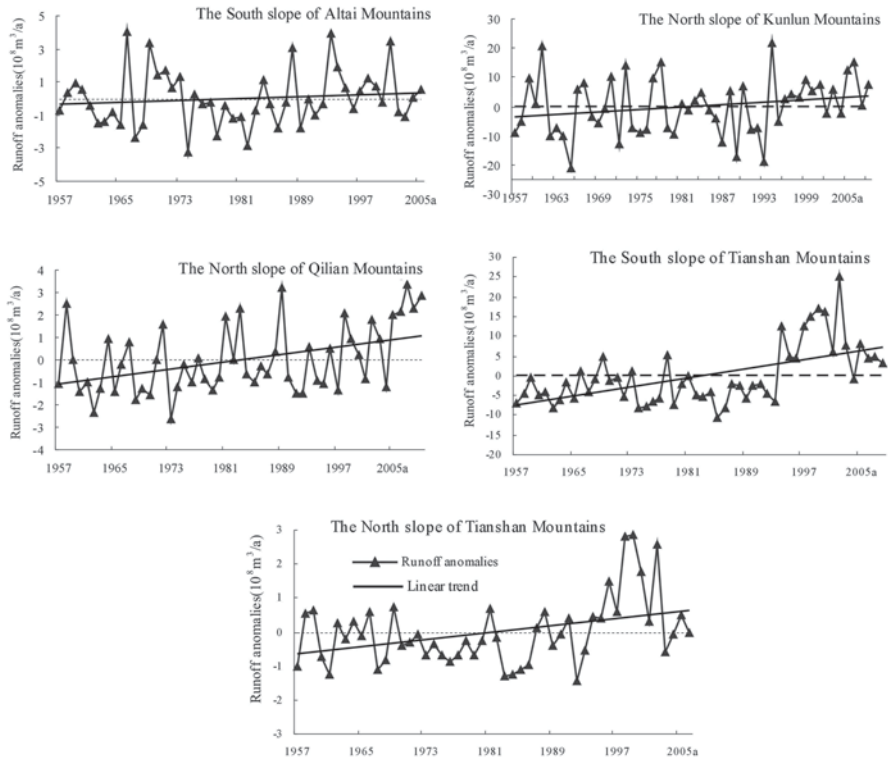 The South slope of Altai Mountains
Runoff anomalies(10⁸m³/a)
5
3
1
-1
-3
-5
1957 1965 1973 1981 1989 1997 2005a
The North slope of Kunlun Mountains
Runoff anomalies(10⁸m³/a)
30
20
10
0
-10
-20
-30
1957 1963 1969 1975 1981 1987 1993 1999 2005a
The North slope of Qilian Mountains
Runoff anomalies(10⁸m³/a)
4
3
2
1
0
-1
-2
-3
-4
1957 1965 1973 1981 1989 1997 2005a
The South slope of Tianshan Mountains
Runoff anomalies(10⁸m³/a)
25
20
15
10
5
0
-5
-10
-15
-20
1957 1965 1973 1981 1989 1997 2005a
The North slope of Tianshan Mountains
Runoff anomalies(10⁸m³/a)
3
2
1
0
-1
-2
-3
Runoff anomalies
Linear trend
1957 1965 1973 1981 1989 1997 2005a